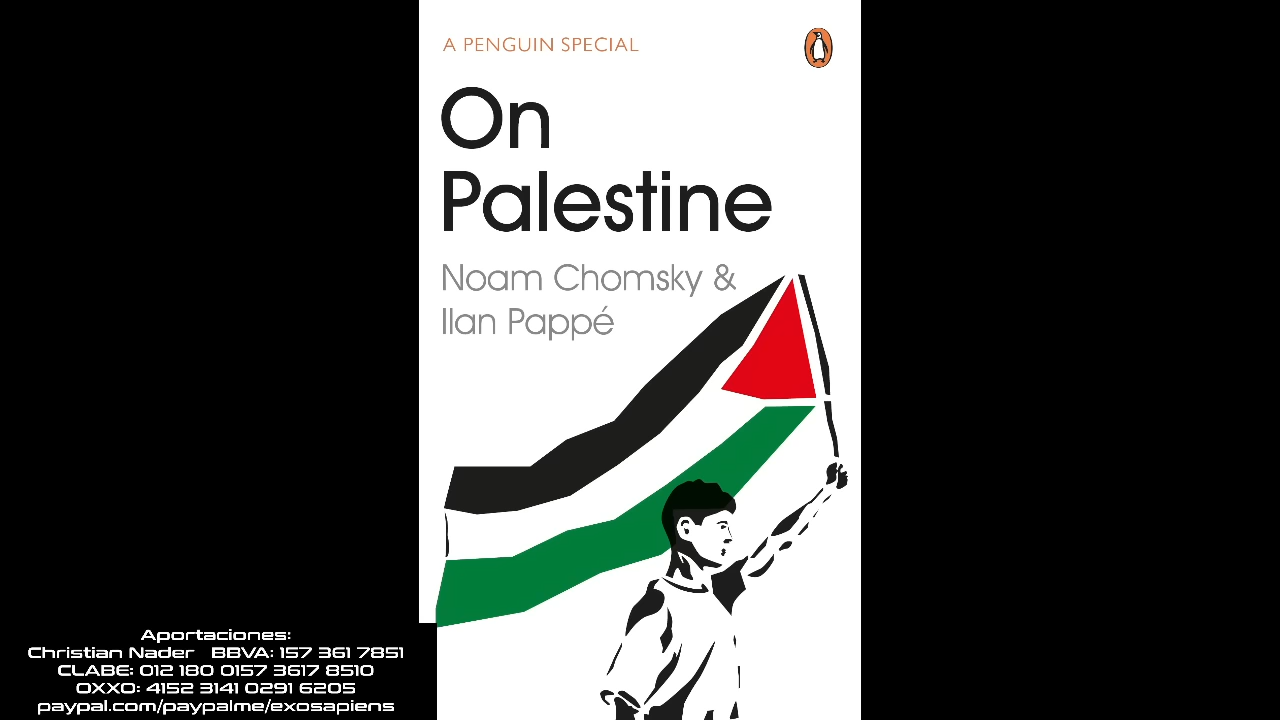 A PENGUIN SPECIAL
On
Palestine
Noam Chomsky &
Ilan Pappé
Aportaciones:
Christian Nader BBVA: 157 361 7851
CLABE: 012 180 0157 3617 8510
OXXO: 4152 3141 0291 6205
paypal.com/paypalme/exosapiens